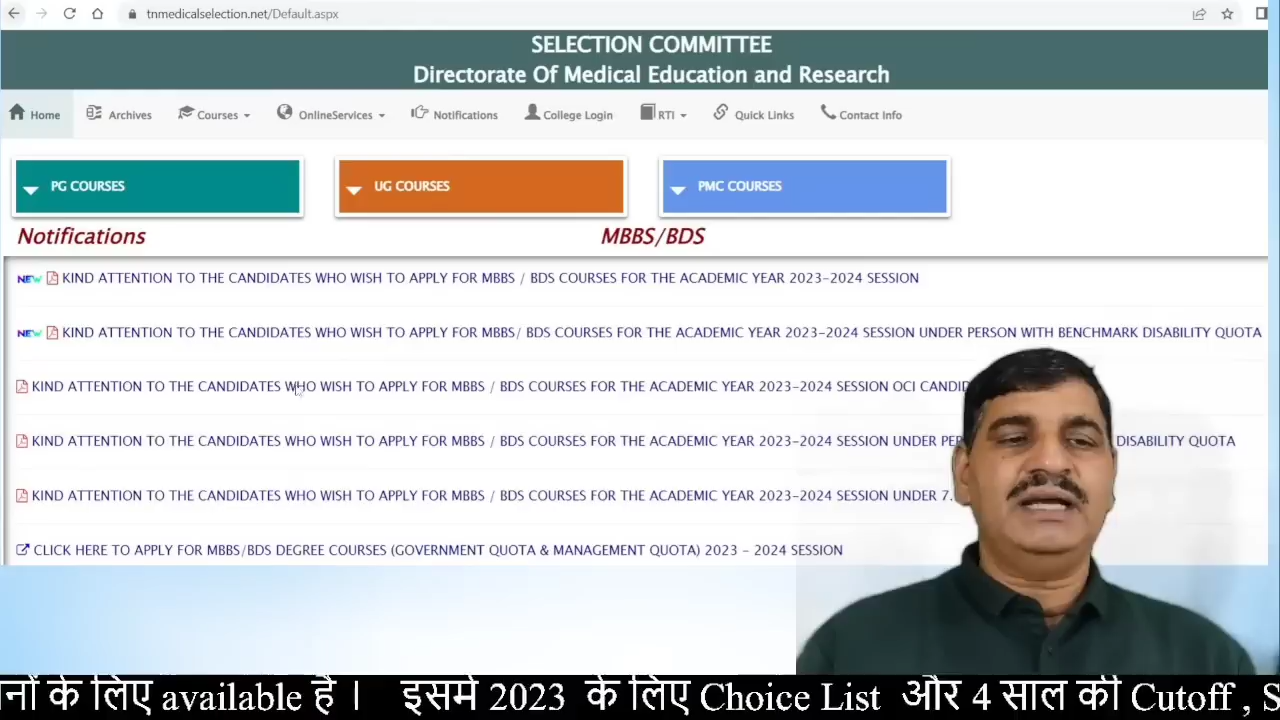 tnmedicalselection.net/Default.aspx
SELECTION COMMITTEE
Directorate Of Medical Education and Research
Home Archives Courses OnlineServices Notifications College Login RTI Quick Links Contact Info
PG COURSES UG COURSES PMC COURSES
Notifications MBBS/BDS
NEW KIND ATTENTION TO THE CANDIDATES WHO WISH TO APPLY FOR MBBS / BDS COURSES FOR THE ACADEMIC YEAR 2023-2024 SESSION
NEW KIND ATTENTION TO THE CANDIDATES WHO WISH TO APPLY FOR MBBS/ BDS COURSES FOR THE ACADEMIC YEAR 2023-2024 SESSION UNDER PERSON WITH BENCHMARK DISABILITY QUOTA
KIND ATTENTION TO THE CANDIDATES WHO WISH TO APPLY FOR MBBS / BDS COURSES FOR THE ACADEMIC YEAR 2023-2024 SESSION OCI
KIND ATTENTION TO THE CANDIDATES WHO WISH TO APPLY FOR MBBS / BDS COURSES FOR THE ACADEMIC YEAR 2023-2024 SESSION UNDER DISABILITY QUOTA
KIND ATTENTION TO THE CANDIDATES WHO WISH TO APPLY FOR MBBS / BDS COURSES FOR THE ACADEMIC YEAR 2023-2024 SESSION UNDER 7.
CLICK HERE TO APPLY FOR MBBS/BDS DEGREE COURSES (GOVERNMENT QUOTA & MANAGEMENT QUOTA) 2023 - 2024 SESSION
नों के लिए available है । इसमें 2023 के लिए Choice List और 4 साल की Cutoff , S